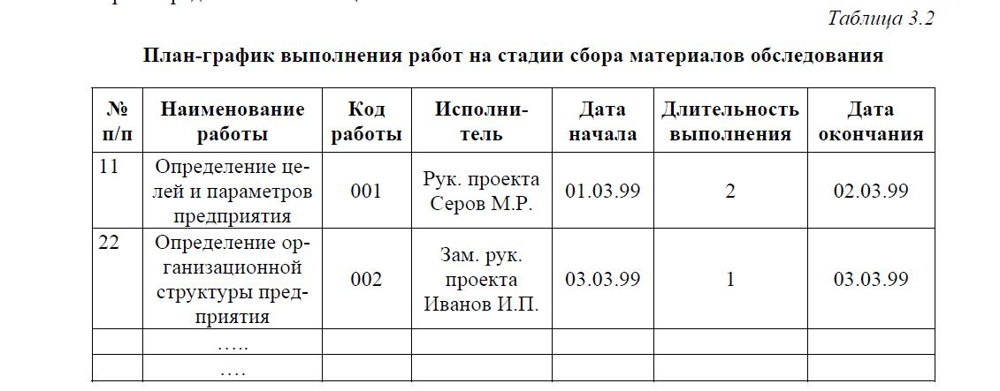 Таблица 3.2
План-график выполнения работ на стадии сбора материалов обследования
№ п/п Наименование работы Код работы Исполни-тель Дата начала Длительность выполнения Дата окончания
11 Определение це-лей и параметров предприятия 001 Рук. проекта Серов М.Р. 01.03.99 2 02.03.99
22 Определение ор-ганизационной структуры пред-приятия 002 Зам. рук. проекта Иванов И.П. 03.03.99 1 03.03.99
…..
….